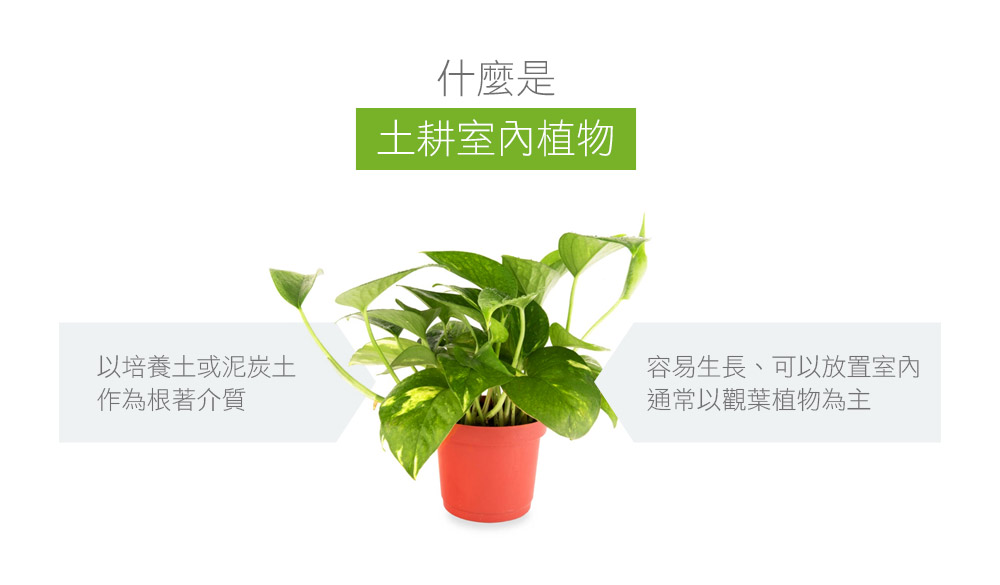 什麼是
土耕室內植物
以培養土或泥炭土
作為根著介質
容易生長、可以放置室內
通常以觀葉植物為主